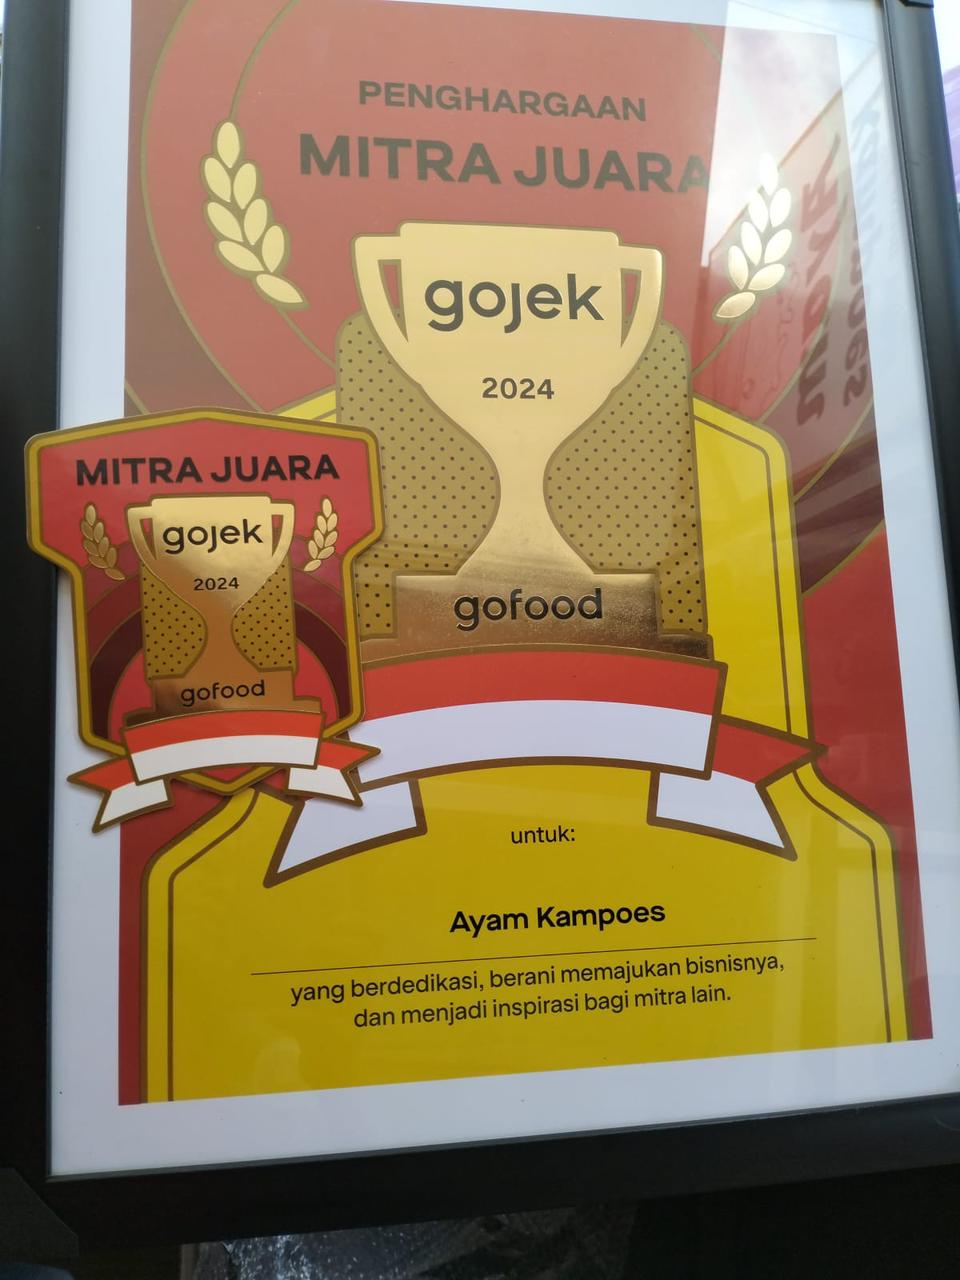 PENGHARGAAN
MITRA JUARA
gojek
2024
gofood
MITRA JUARA
gojek
2024
gofood
untuk:
Ayam Kampoes
yang berdedikasi, berani memajukan bisnisnya,
dan menjadi inspirasi bagi mitra lain.